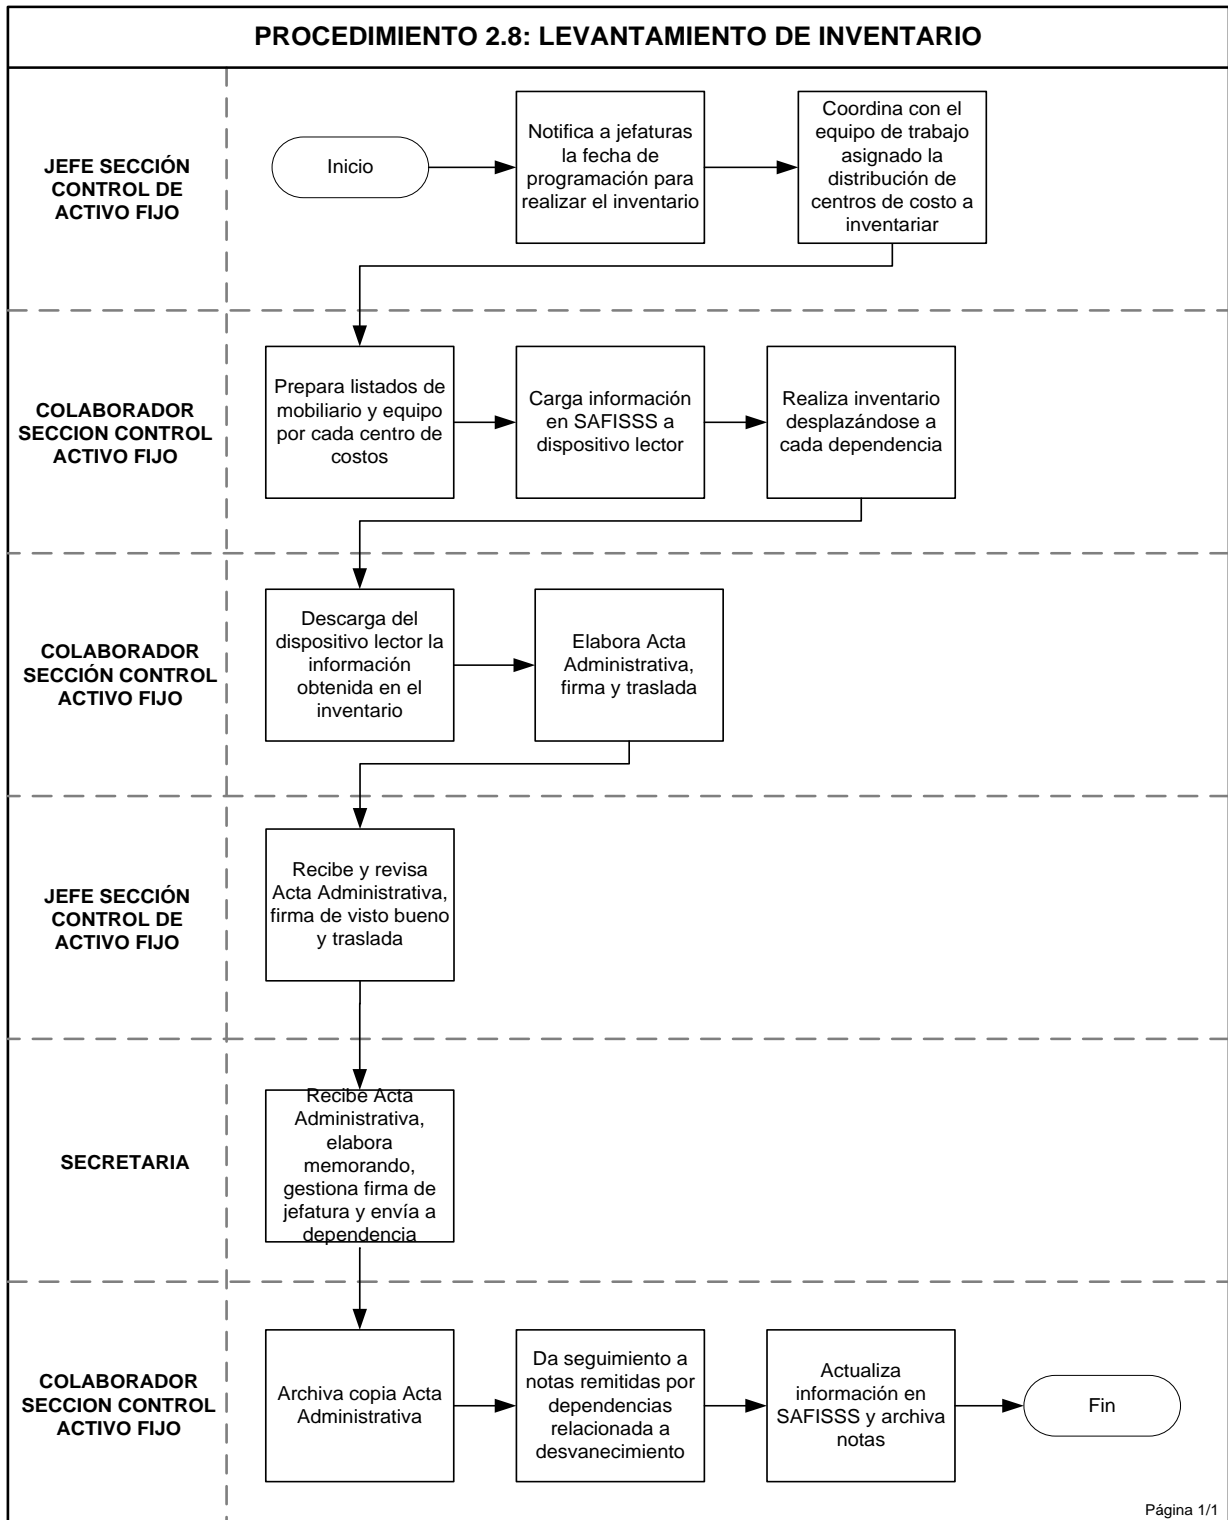 PROCEDIMIENTO 2.8: LEVANTAMIENTO DE INVENTARIO
JEFE SECCIÓN
CONTROL DE
ACTIVO FIJO
Inicio
Notifica a jefaturas
la fecha de
programación para
realizar el inventario
Coordina con el
equipo de trabajo
asignado la
distribución de
centros de costo a
inventariar
COLABORADOR
SECCION CONTROL
ACTIVO FIJO
Prepara listados de
mobiliario y equipo
por cada centro de
costos
Carga información
en SAFISSS a
dispositivo lector
Realiza inventario
desplazándose a
cada dependencia
COLABORADOR
SECCIÓN CONTROL
ACTIVO FIJO
Descarga del
dispositivo lector la
información
obtenida en el
inventario
Elabora Acta
Administrativa,
firma y traslada
JEFE SECCIÓN
CONTROL DE
ACTIVO FIJO
Recibe y revisa
Acta Administrativa,
firma de visto bueno
y traslada
SECRETARIA
Recibe Acta
Administrativa,
elabora
memorando,
gestiona firma de
jefatura y envía a
dependencia
COLABORADOR
SECCION CONTROL
ACTIVO FIJO
Archiva copia Acta
Administrativa
Da seguimiento a
notas remitidas por
dependencias
relacionada a
desvanecimiento
Actualiza
información en
SAFISSS y archiva
notas
Fin
Página 1/1